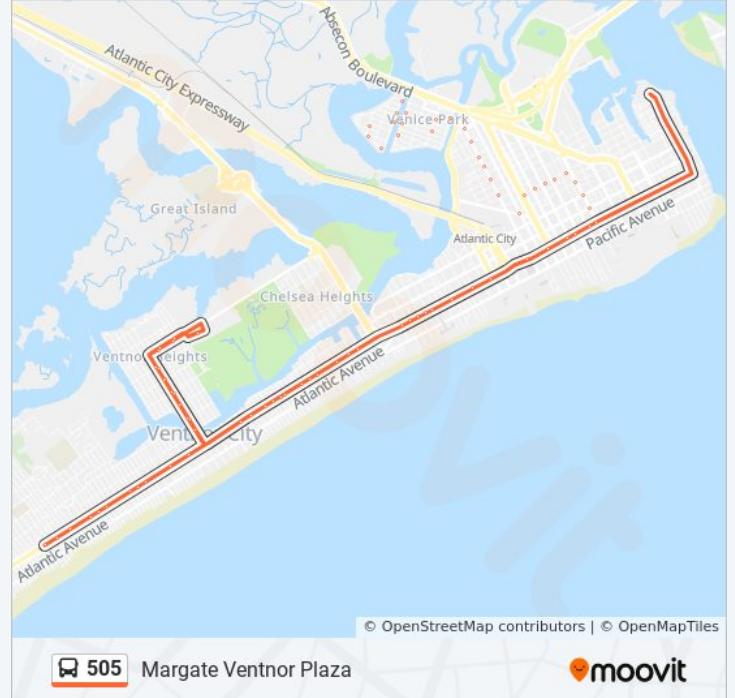 Absecon Boulevard
Atlantic City Expressway
Venice Park
Great Island
Pacific Avenue
Atlantic City
Chelsea Heights
Ventnor Heights
Atlantic Avenue
Ventnor City
Atlantic Avenue
moovit
© OpenStreetMap contributors | © OpenMapTiles
505 Margate Ventnor Plaza
moovit